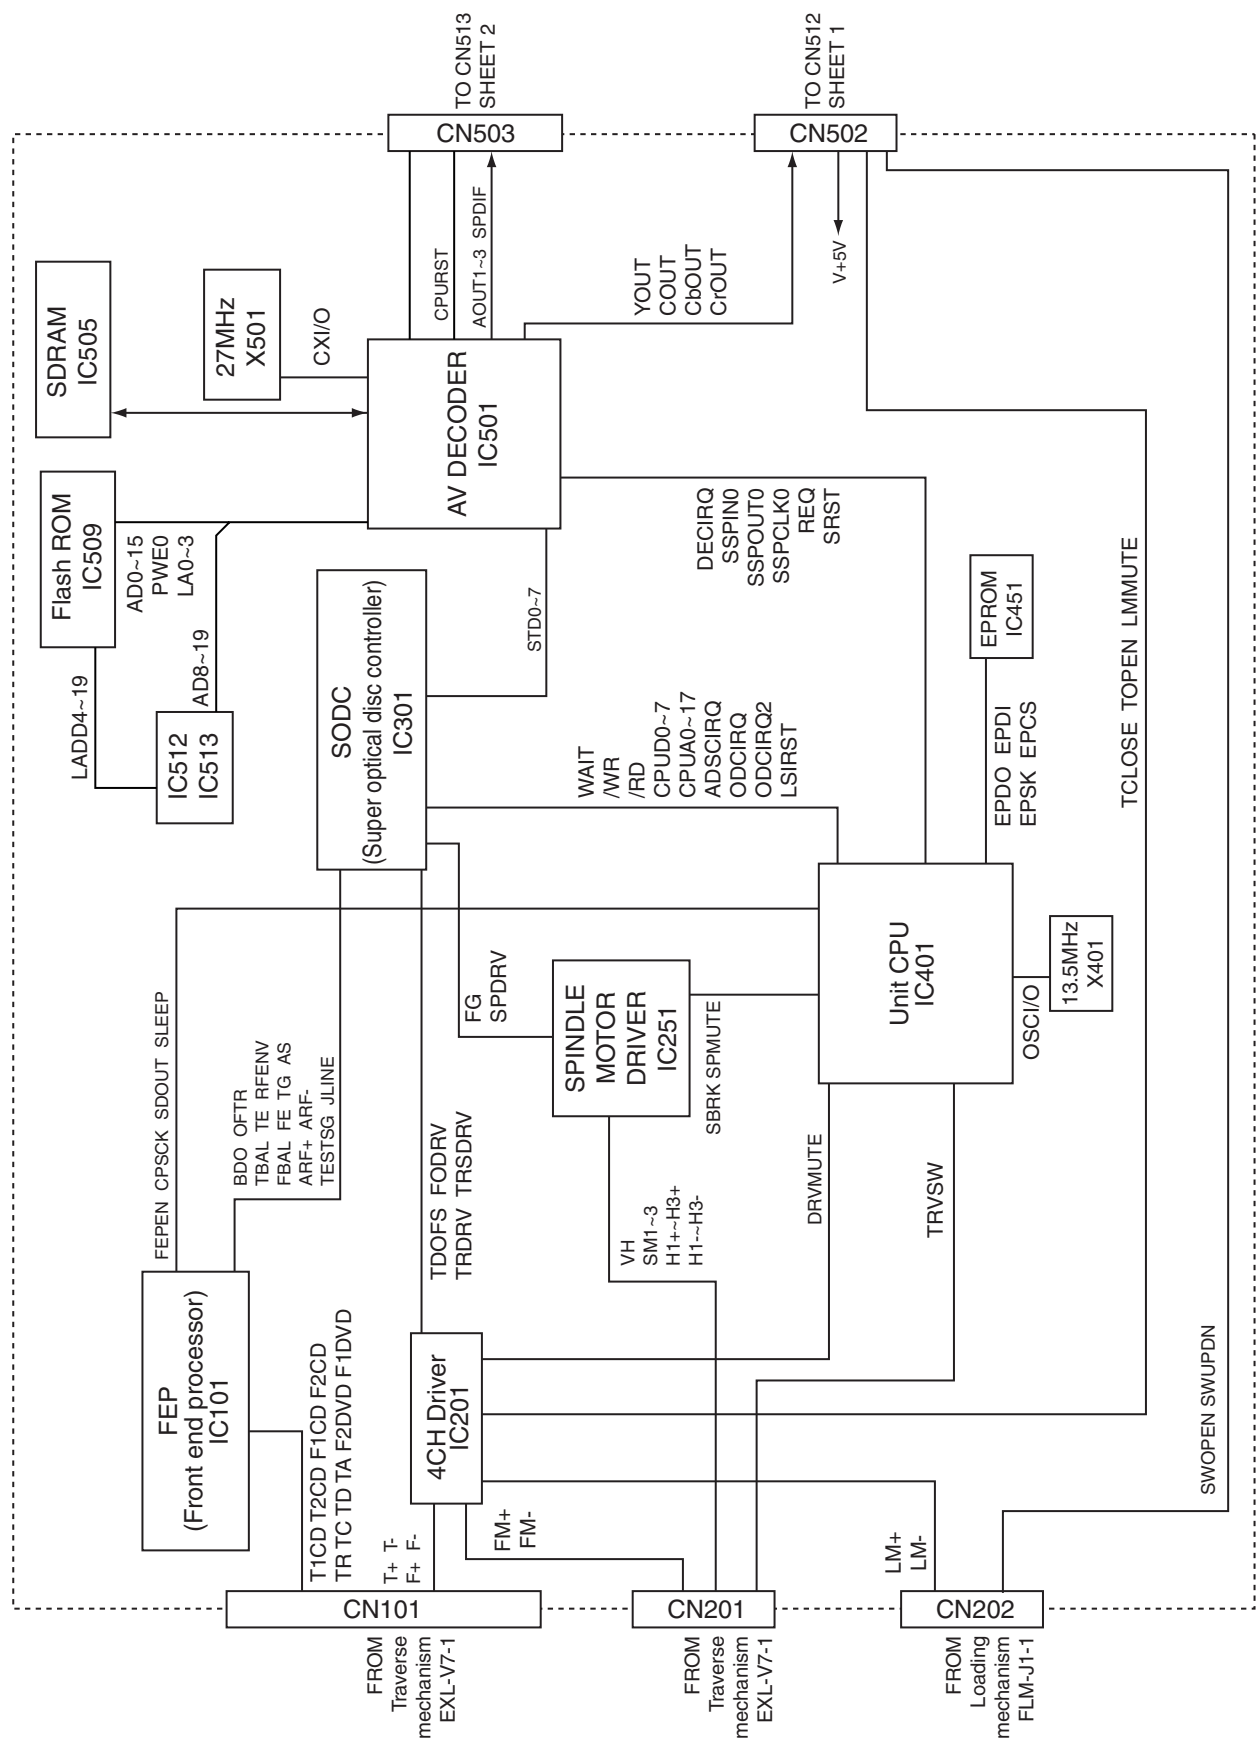 TO CN513
SHEET 2
TO CN512
SHEET 1
CN503
CN502
SDRAM
IC505
27MHz
X501
CXI/O
CPURST
AOUT1~3 SPDIF
V+5V
YOUT
COUT
CbOUT
CrOUT
Flash ROM
IC509
AD0~15
PWE0
LA0~3
AV DECODER
IC501
LADD4~19
AD8~19
IC512
IC513
SODC
(Super optical disc controller)
IC301
STD0~7
DECIRQ
SSPIN0
SSPOUT0
SSPCLK0
REQ
SRST
WAIT
/WR
/RD
CPUD0~7
CPUA0~17
ADSCIRQ
ODCIRQ
ODCIRQ2
LSIRST
EPROM
IC451
EPDO EPDI
EPSK EPCS
TCLOSE TOPEN LMMUTE
FEPEN CPSCK SDOUT SLEEP
BDO OFTR
TBAL TE RFENV
FBAL FE TG AS
ARF+ ARF-
TESTSG JLINE
FG
SPDRV
SPINDLE
MOTOR
DRIVER
IC251
SBRK SPMUTE
Unit CPU
IC401
OSCI/O
13.5MHz
X401
TDOFS FODRV
TRDRV TRSDRV
VH
SM1~3
H1+~H3+
H1-~H3-
DRVMUTE
TRVSW
FEP
(Front end processor)
IC101
T1CD T2CD F1CD F2CD
TR TC TD TA F2DVD F1DVD
4CH Driver
IC201
T+ T-
F+ F-
FM+
FM-
LM+
LM-
SWOPEN SWUPDN
CN101
CN201
CN202
FROM
Traverse
mechanism
EXL-V7-1
FROM
Traverse
mechanism
EXL-V7-1
FROM
Loading
mechanism
FLM-J1-1